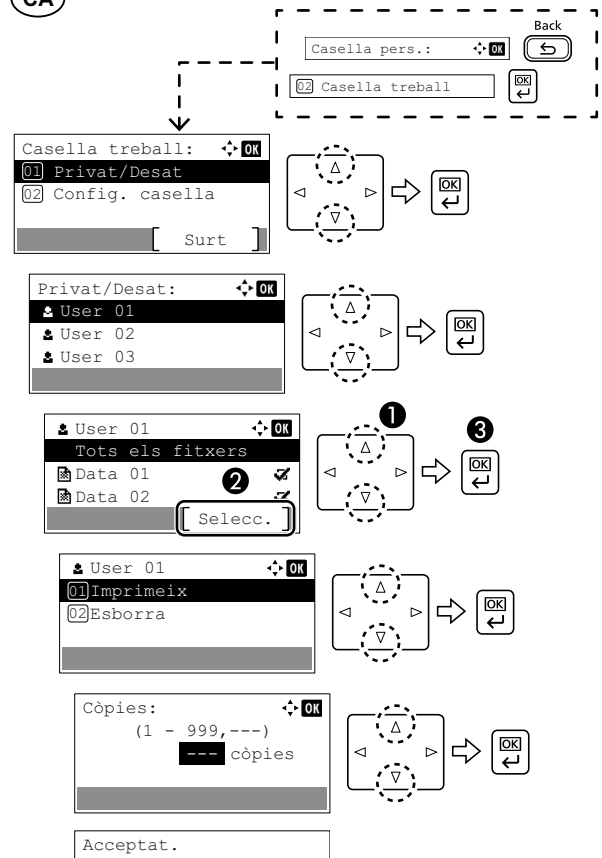 CA
Back
Casella pers.: OK
02 Casella treball OK
Casella treball: OK
01 Privat/Desat
02 Config. casella
[ Surt ]
OK
Privat/Desat: OK
User 01
User 02
User 03
OK
User 01 OK
Tots els fitxers
Data 01
Data 02
[ Selecc. ]
1
2
3
OK
User 01 OK
01 Imprimeix
02 Esborra
OK
Còpies: OK
(1 - 999,---)
--- còpies
OK
Acceptat.